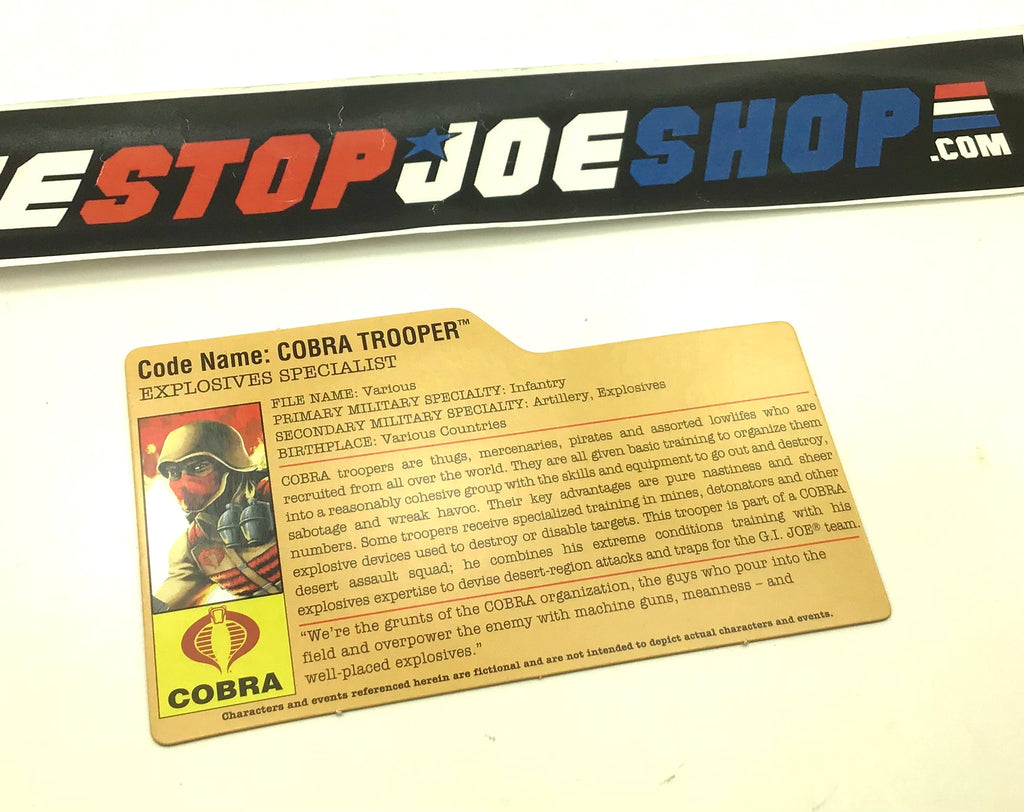 E STOP JOE SHOP .COM
Code Name: COBRA TROOPER™
EXPLOSIVES SPECIALIST
FILE NAME: Various
PRIMARY MILITARY SPECIALTY: Infantry
SECONDARY MILITARY SPECIALTY: Artillery, Explosives
BIRTHPLACE: Various Countries
COBRA troopers are thugs, mercenaries, pirates and assorted lowlifes who are
recruited from all over the world. They are all given basic training to organize them
into a reasonably cohesive group with the skills and equipment to go out and destroy,
sabotage and wreak havoc. Their key advantages are pure nastiness and sheer
numbers. Some troopers receive specialized training in mines, detonators and other
explosive devices used to destroy or disable targets. This trooper is part of a COBRA
desert assault squad; he combines his extreme conditions training with his
explosives expertise to devise desert-region attacks and traps for the G.I. JOE® team.
“We’re the grunts of the COBRA organization, the guys who pour into the
field and overpower the enemy with machine guns, meanness – and
well-placed explosives.”
COBRA
Characters and events referenced herein are fictional and are not intended to depict actual characters and events.